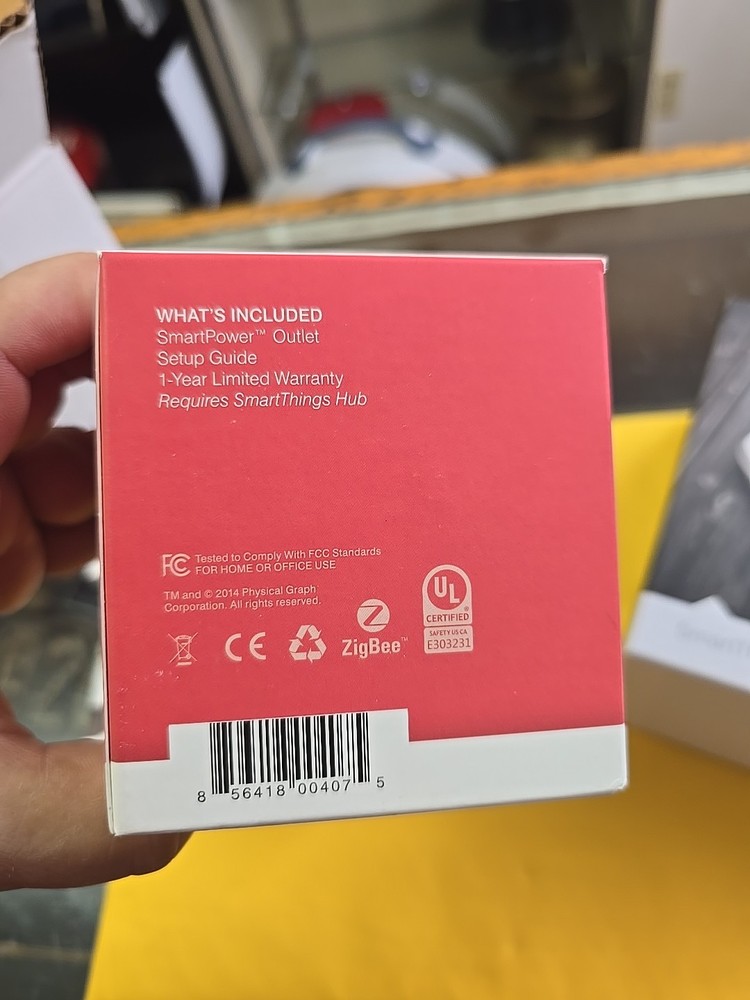 WHAT'S INCLUDED
SmartPower™ Outlet
Setup Guide
1-Year Limited Warranty
Requires SmartThings Hub
FC Tested to Comply With FCC Standards
FOR HOME OR OFFICE USE
TM and © 2014 Physical Graph
Corporation. All rights reserved.
CE
ZigBee™
UL
®
CERTIFIED
SAFETY US CA
E303231
8 56418 00407 5